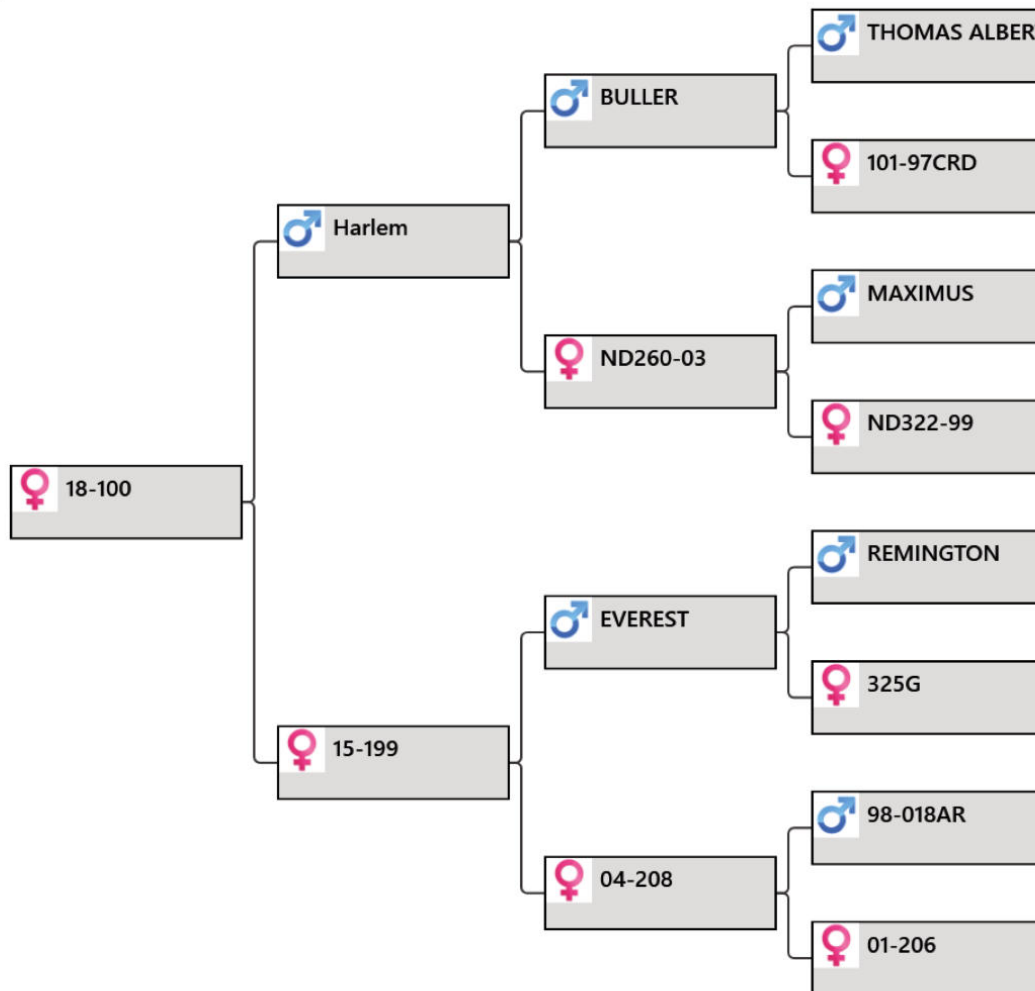 THOMAS ALBER
BULLER
101-97CRD
Harlem
MAXIMUS
ND260-03
ND322-99
18-100
REMINGTON
EVEREST
325G
15-199
98-018AR
04-208
01-206